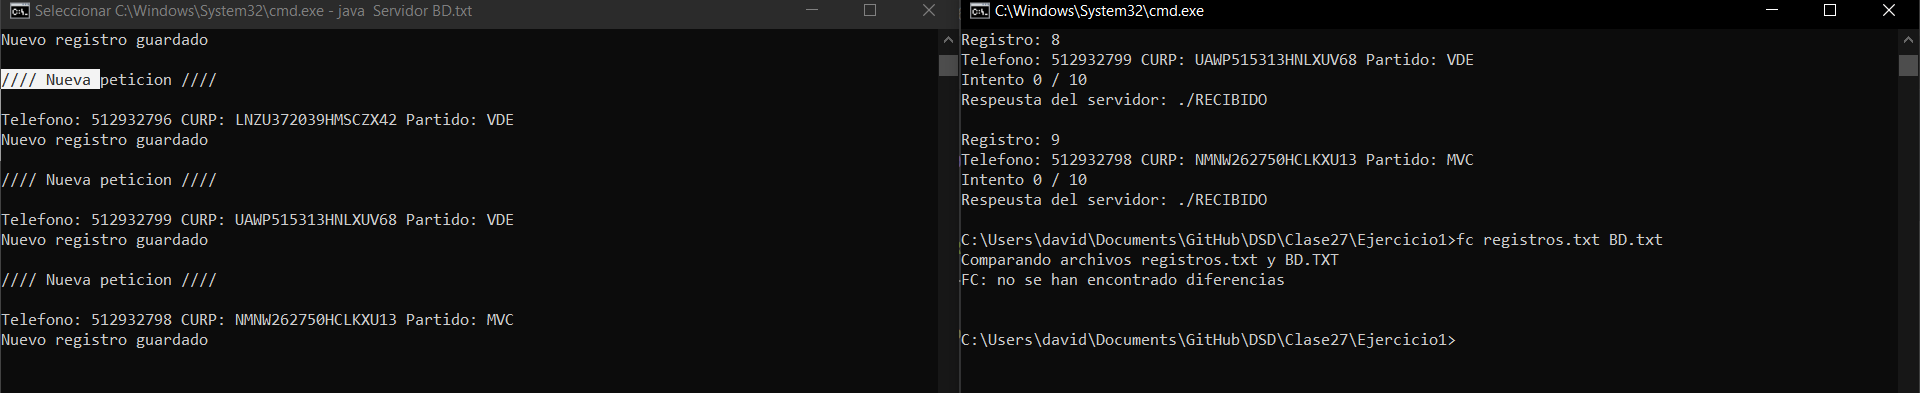 Seleccionar C:\Windows\System32\cmd.exe - java  Servidor BD.txt
Nuevo registro guardado
//// Nueva peticion ////
Telefono: 512932796 CURP: LNZU372039HMSCZX42 Partido: VDE
Nuevo registro guardado
//// Nueva peticion ////
Telefono: 512932799 CURP: UAWP515313HNLXUV68 Partido: VDE
Nuevo registro guardado
//// Nueva peticion ////
Telefono: 512932798 CURP: NMNW262750HCLKXU13 Partido: MVC
Nuevo registro guardado
C:\Windows\System32\cmd.exe
Registro: 8
Telefono: 512932799 CURP: UAWP515313HNLXUV68 Partido: VDE
Intento 0 / 10
Respeusta del servidor: ./RECIBIDO
Registro: 9
Telefono: 512932798 CURP: NMNW262750HCLKXU13 Partido: MVC
Intento 0 / 10
Respeusta del servidor: ./RECIBIDO
C:\Users\david\Documents\GitHub\DSD\Clase27\Ejercicio1>fc registros.txt BD.txt
Comparando archivos registros.txt y BD.TXT
FC: no se han encontrado diferencias
C:\Users\david\Documents\GitHub\DSD\Clase27\Ejercicio1>